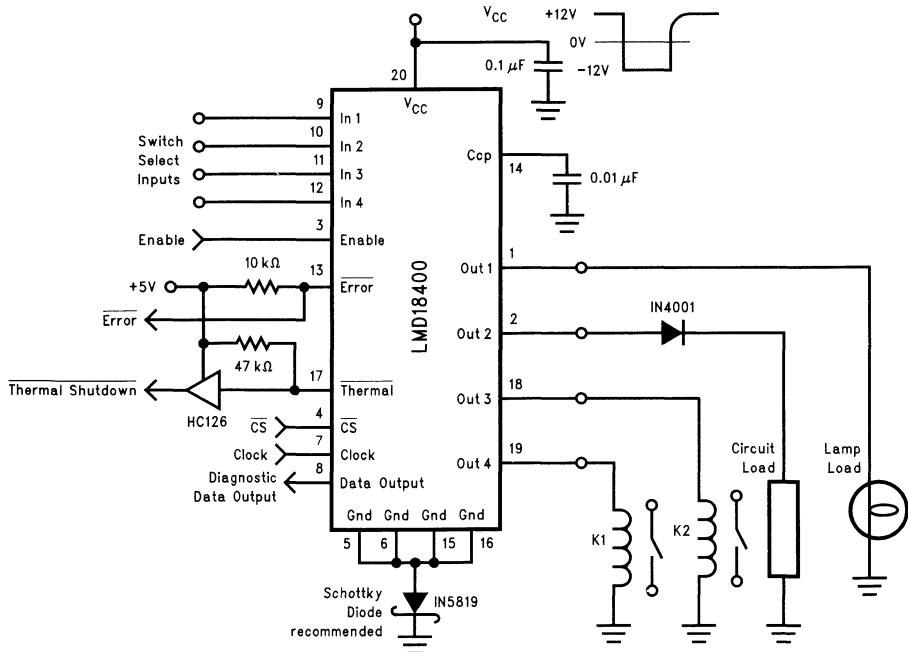 VCC
+12V
0V
-12V
0.1 μF
20
VCC
9
In 1
10
Switch
In 2
Select
11
Inputs
In 3
12
In 4
Ccp
14
0.01 μF
3
Enable
Enable
10 kΩ
13
+5V
Error
Error
47 kΩ
17
Thermal Shutdown
Thermal
HC126
4
CS
CS
7
Clock
Clock
8
Diagnostic
Data Output
Data Output
LMD18400
1
Out 1
2
Out 2
IN4001
18
Out 3
19
Out 4
Circuit
Load
Lamp
Load
K1
K2
Gnd Gnd Gnd Gnd
5 6 15 16
Schottky
Diode
recommended
IN5819